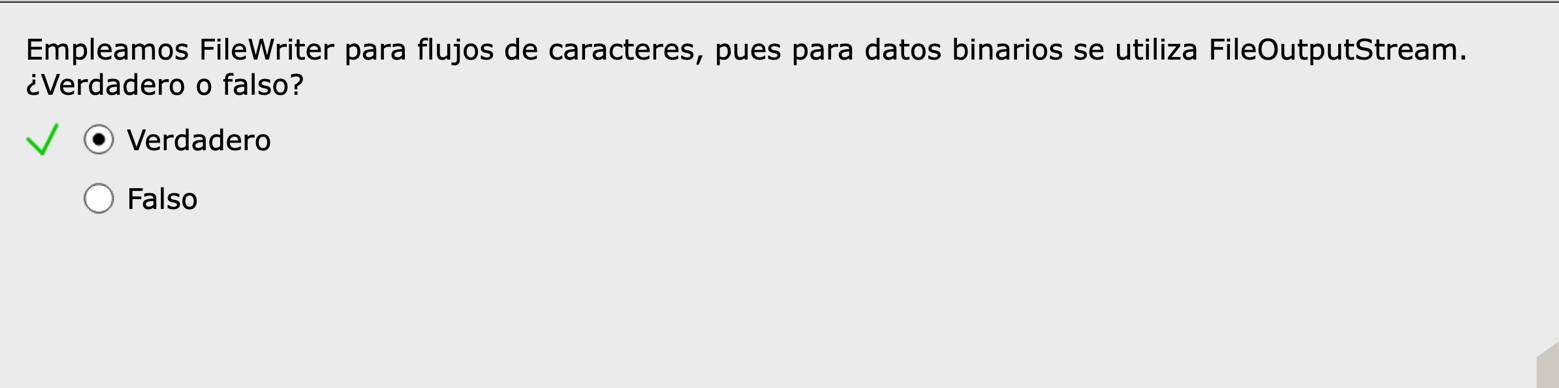 Empleamos FileWriter para flujos de caracteres, pues para datos binarios se utiliza FileOutputStream.
¿Verdadero o falso?
Verdadero
Falso